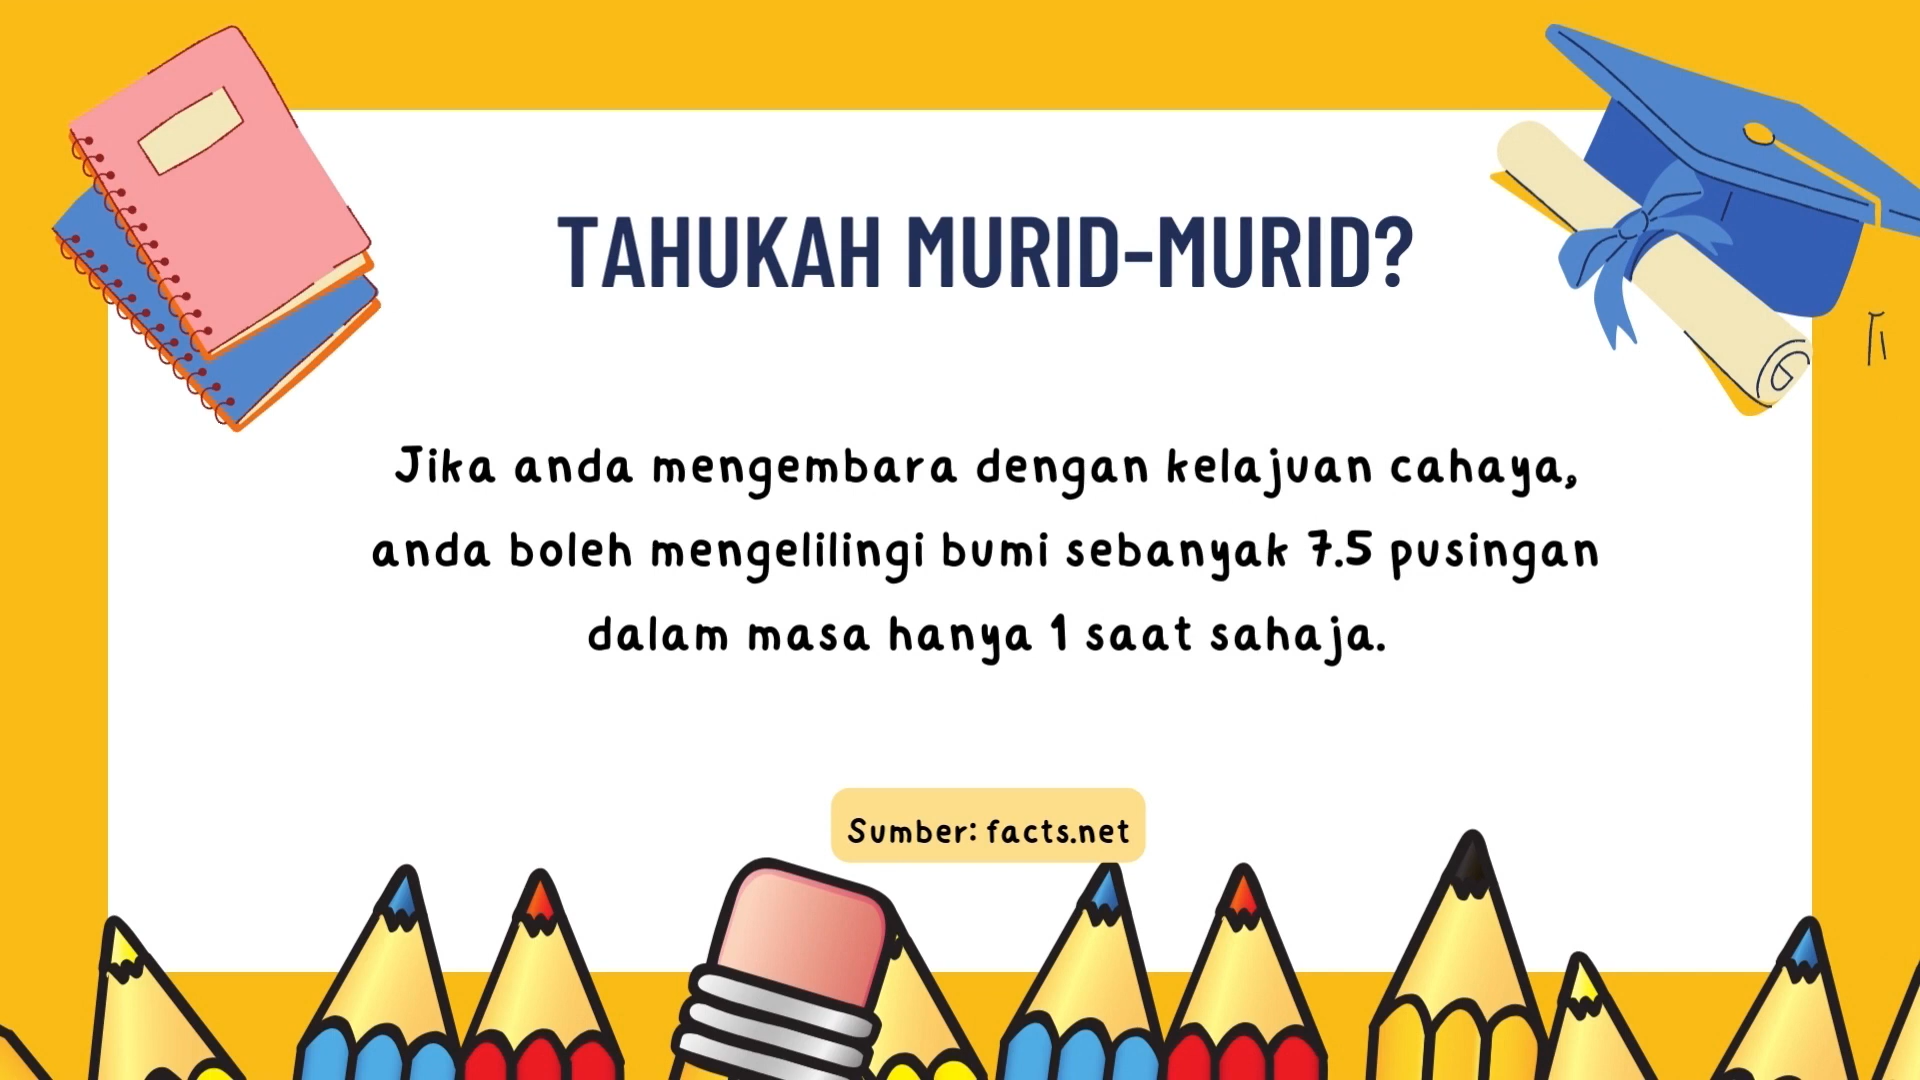 TAHUKAH MURID-MURID?
Jika anda mengembara dengan kelajuan cahaya,
anda boleh mengelilingi bumi sebanyak 7.5 pusingan
dalam masa hanya 1 saat sahaja.
Sumber: facts.net